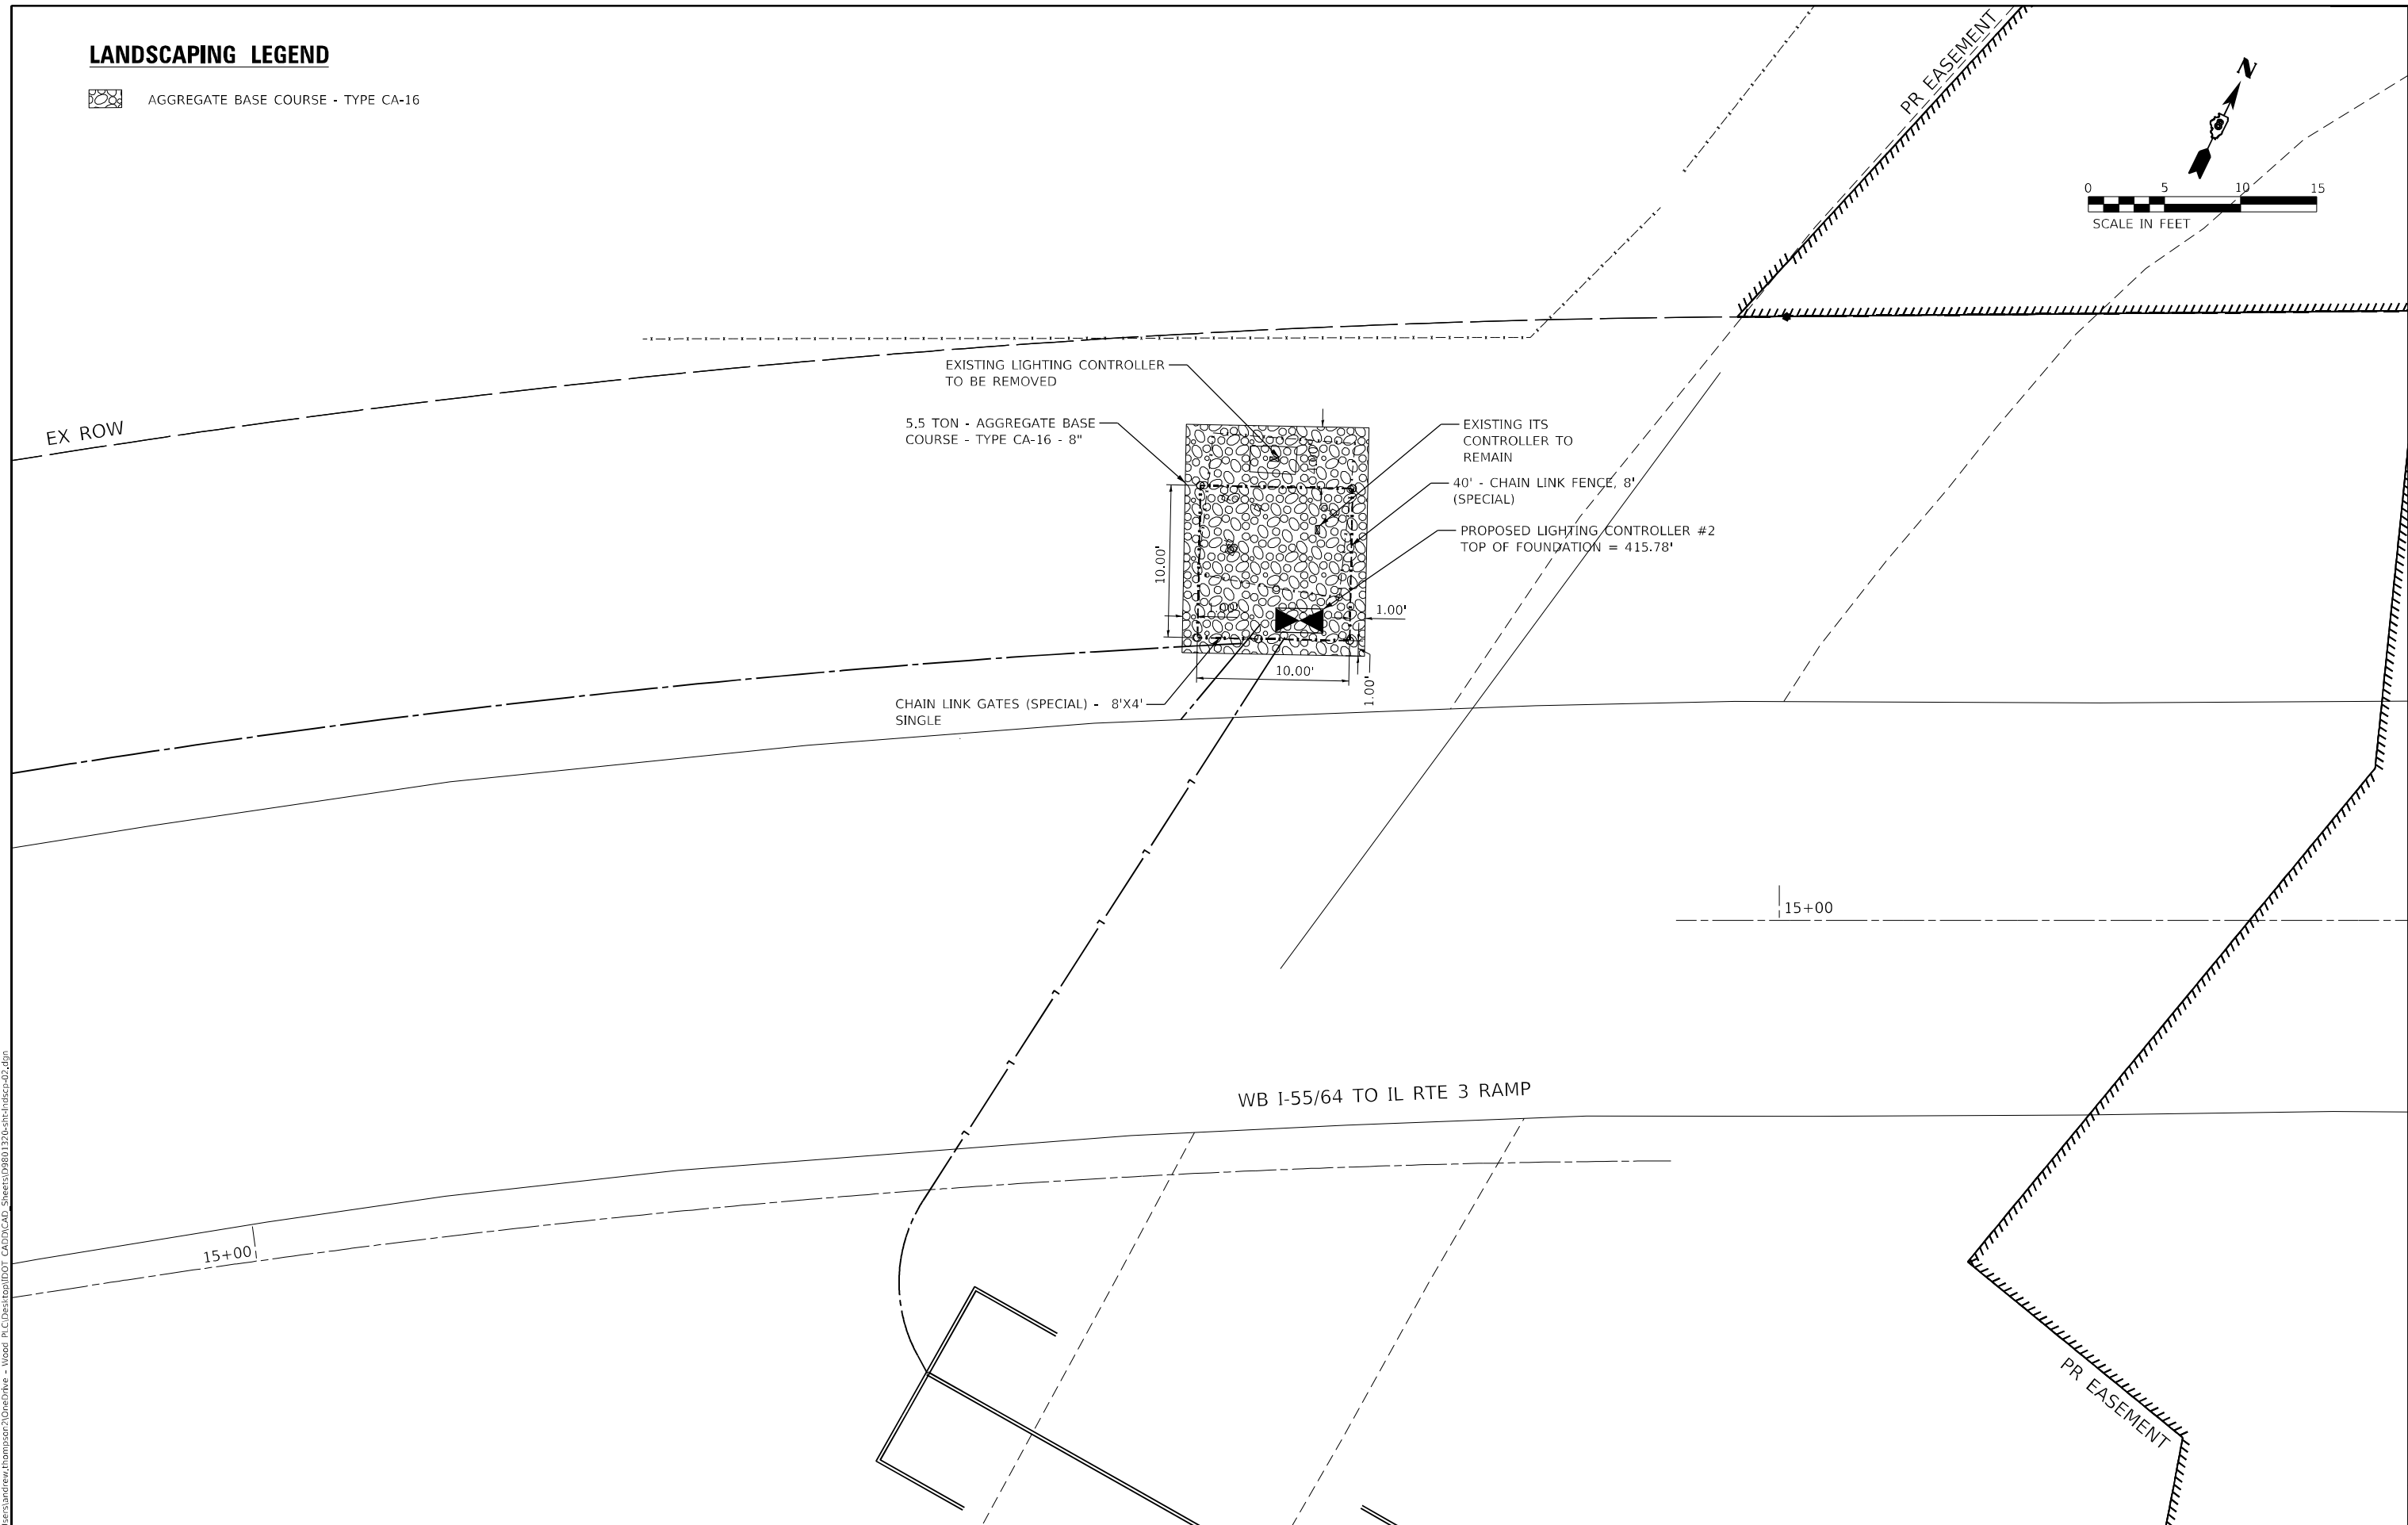 LANDSCAPING LEGEND
AGGREGATE BASE COURSE - TYPE CA-16
PR EASEMENT
N
0 5 10 15
SCALE IN FEET
EX ROW
EXISTING LIGHTING CONTROLLER
TO BE REMOVED
5.5 TON - AGGREGATE BASE
COURSE - TYPE CA-16 - 8"
EXISTING ITS
CONTROLLER TO
REMAIN
40' - CHAIN LINK FENCE, 8'
(SPECIAL)
PROPOSED LIGHTING CONTROLLER #2
TOP OF FOUNDATION = 415.78'
4.00'
10.00'
1.00'
1.00'
10.00'
1.00'
CHAIN LINK GATES (SPECIAL) - 8'X4'
SINGLE
15+00
WB I-55/64 TO IL RTE 3 RAMP
15+00
PR EASEMENT